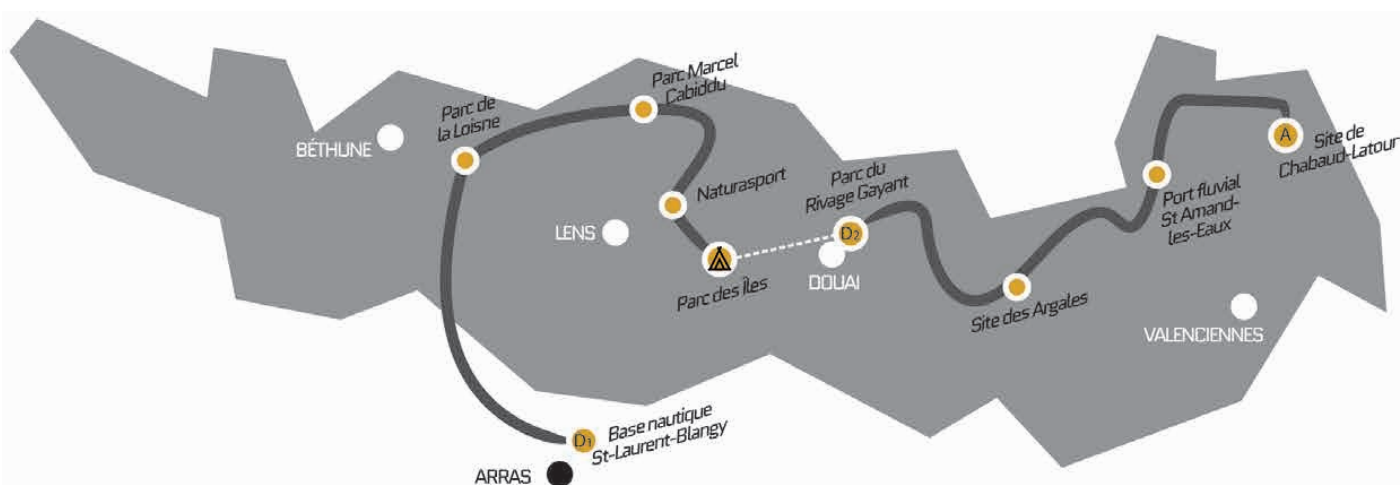 Parc Marcel
Cabiddu
Parc de
la Loisne
BÉTHUNE
Naturasport
LENS
Parc des Îles
Parc du
Rivage Gayant
D2
DOUAI
Site des Argales
A
Site de
Chabaud-Latour
Port fluvial
St Amand-
les-Eaux
VALENCIENNES
D1
Base nautique
St-Laurent-Blangy
ARRAS